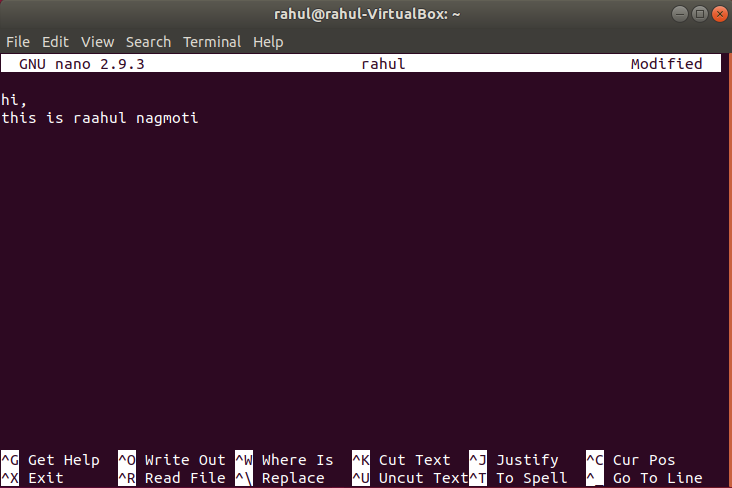 rahul@rahul-VirtualBox: ~
File Edit View Search Terminal Help
GNU nano 2.9.3 rahul Modified
hi,
this is raahul nagmoti
^G Get Help ^O Write Out ^W Where Is ^K Cut Text ^J Justify ^C Cur Pos
^X Exit ^R Read File ^\ Replace ^U Uncut Text ^T To Spell ^_ Go To Line